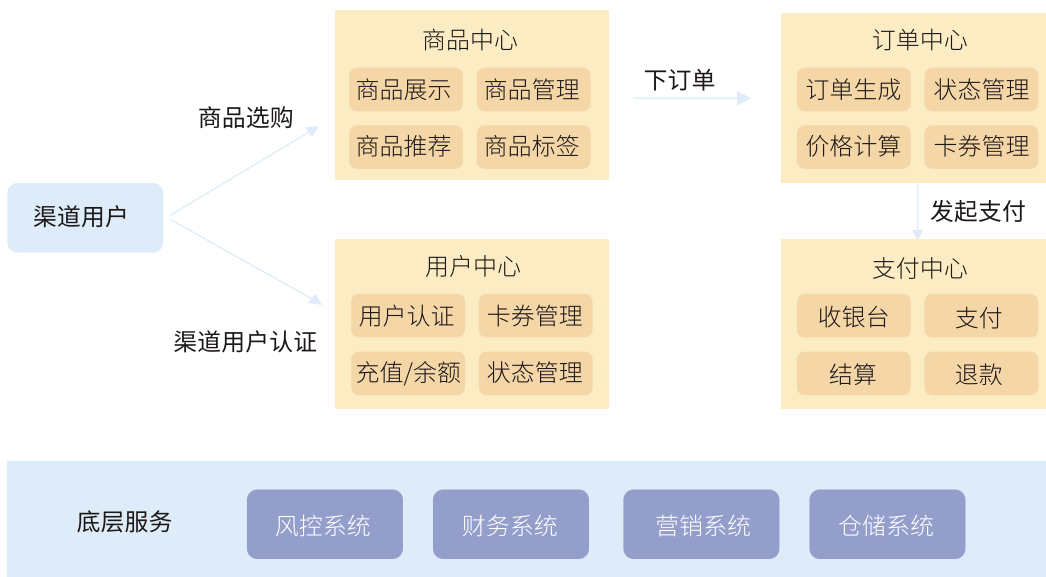 商品中心
商品展示
商品管理
商品推荐
商品标签
下订单
订单中心
订单生成
状态管理
价格计算
卡券管理
商品选购
渠道用户
发起支付
渠道用户认证
用户中心
用户认证
卡券管理
充值/余额
状态管理
支付中心
收银台
支付
结算
退款
底层服务
风控系统
财务系统
营销系统
仓储系统